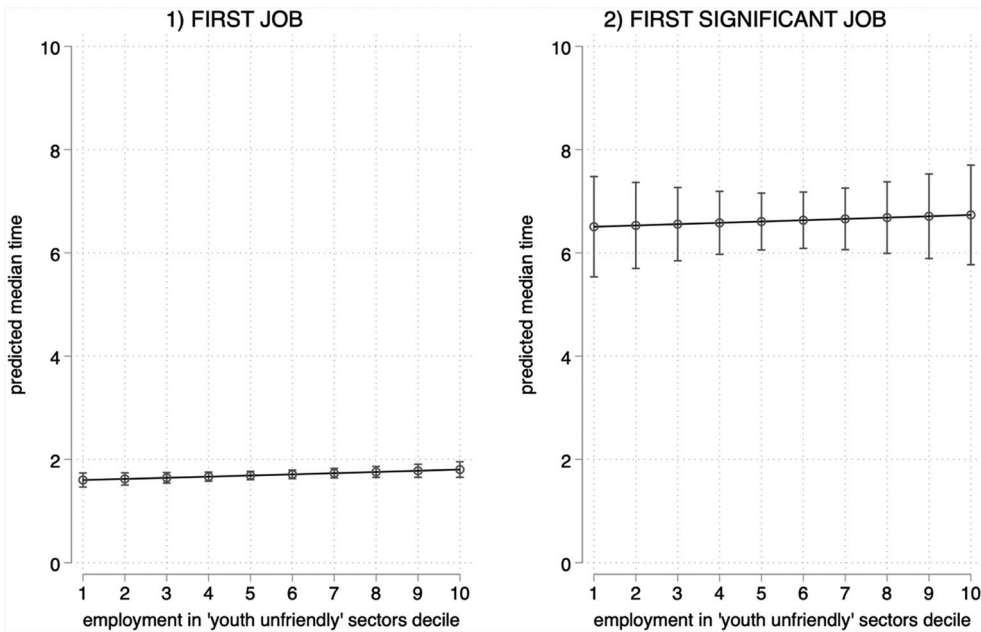 1) FIRST JOB
10
8
6
4
2
0
predicted median time
1 2 3 4 5 6 7 8 9 10
employment in 'youth unfriendly' sectors decile
2) FIRST SIGNIFICANT JOB
10
8
6
4
2
0
predicted median time
1 2 3 4 5 6 7 8 9 10
employment in 'youth unfriendly' sectors decile